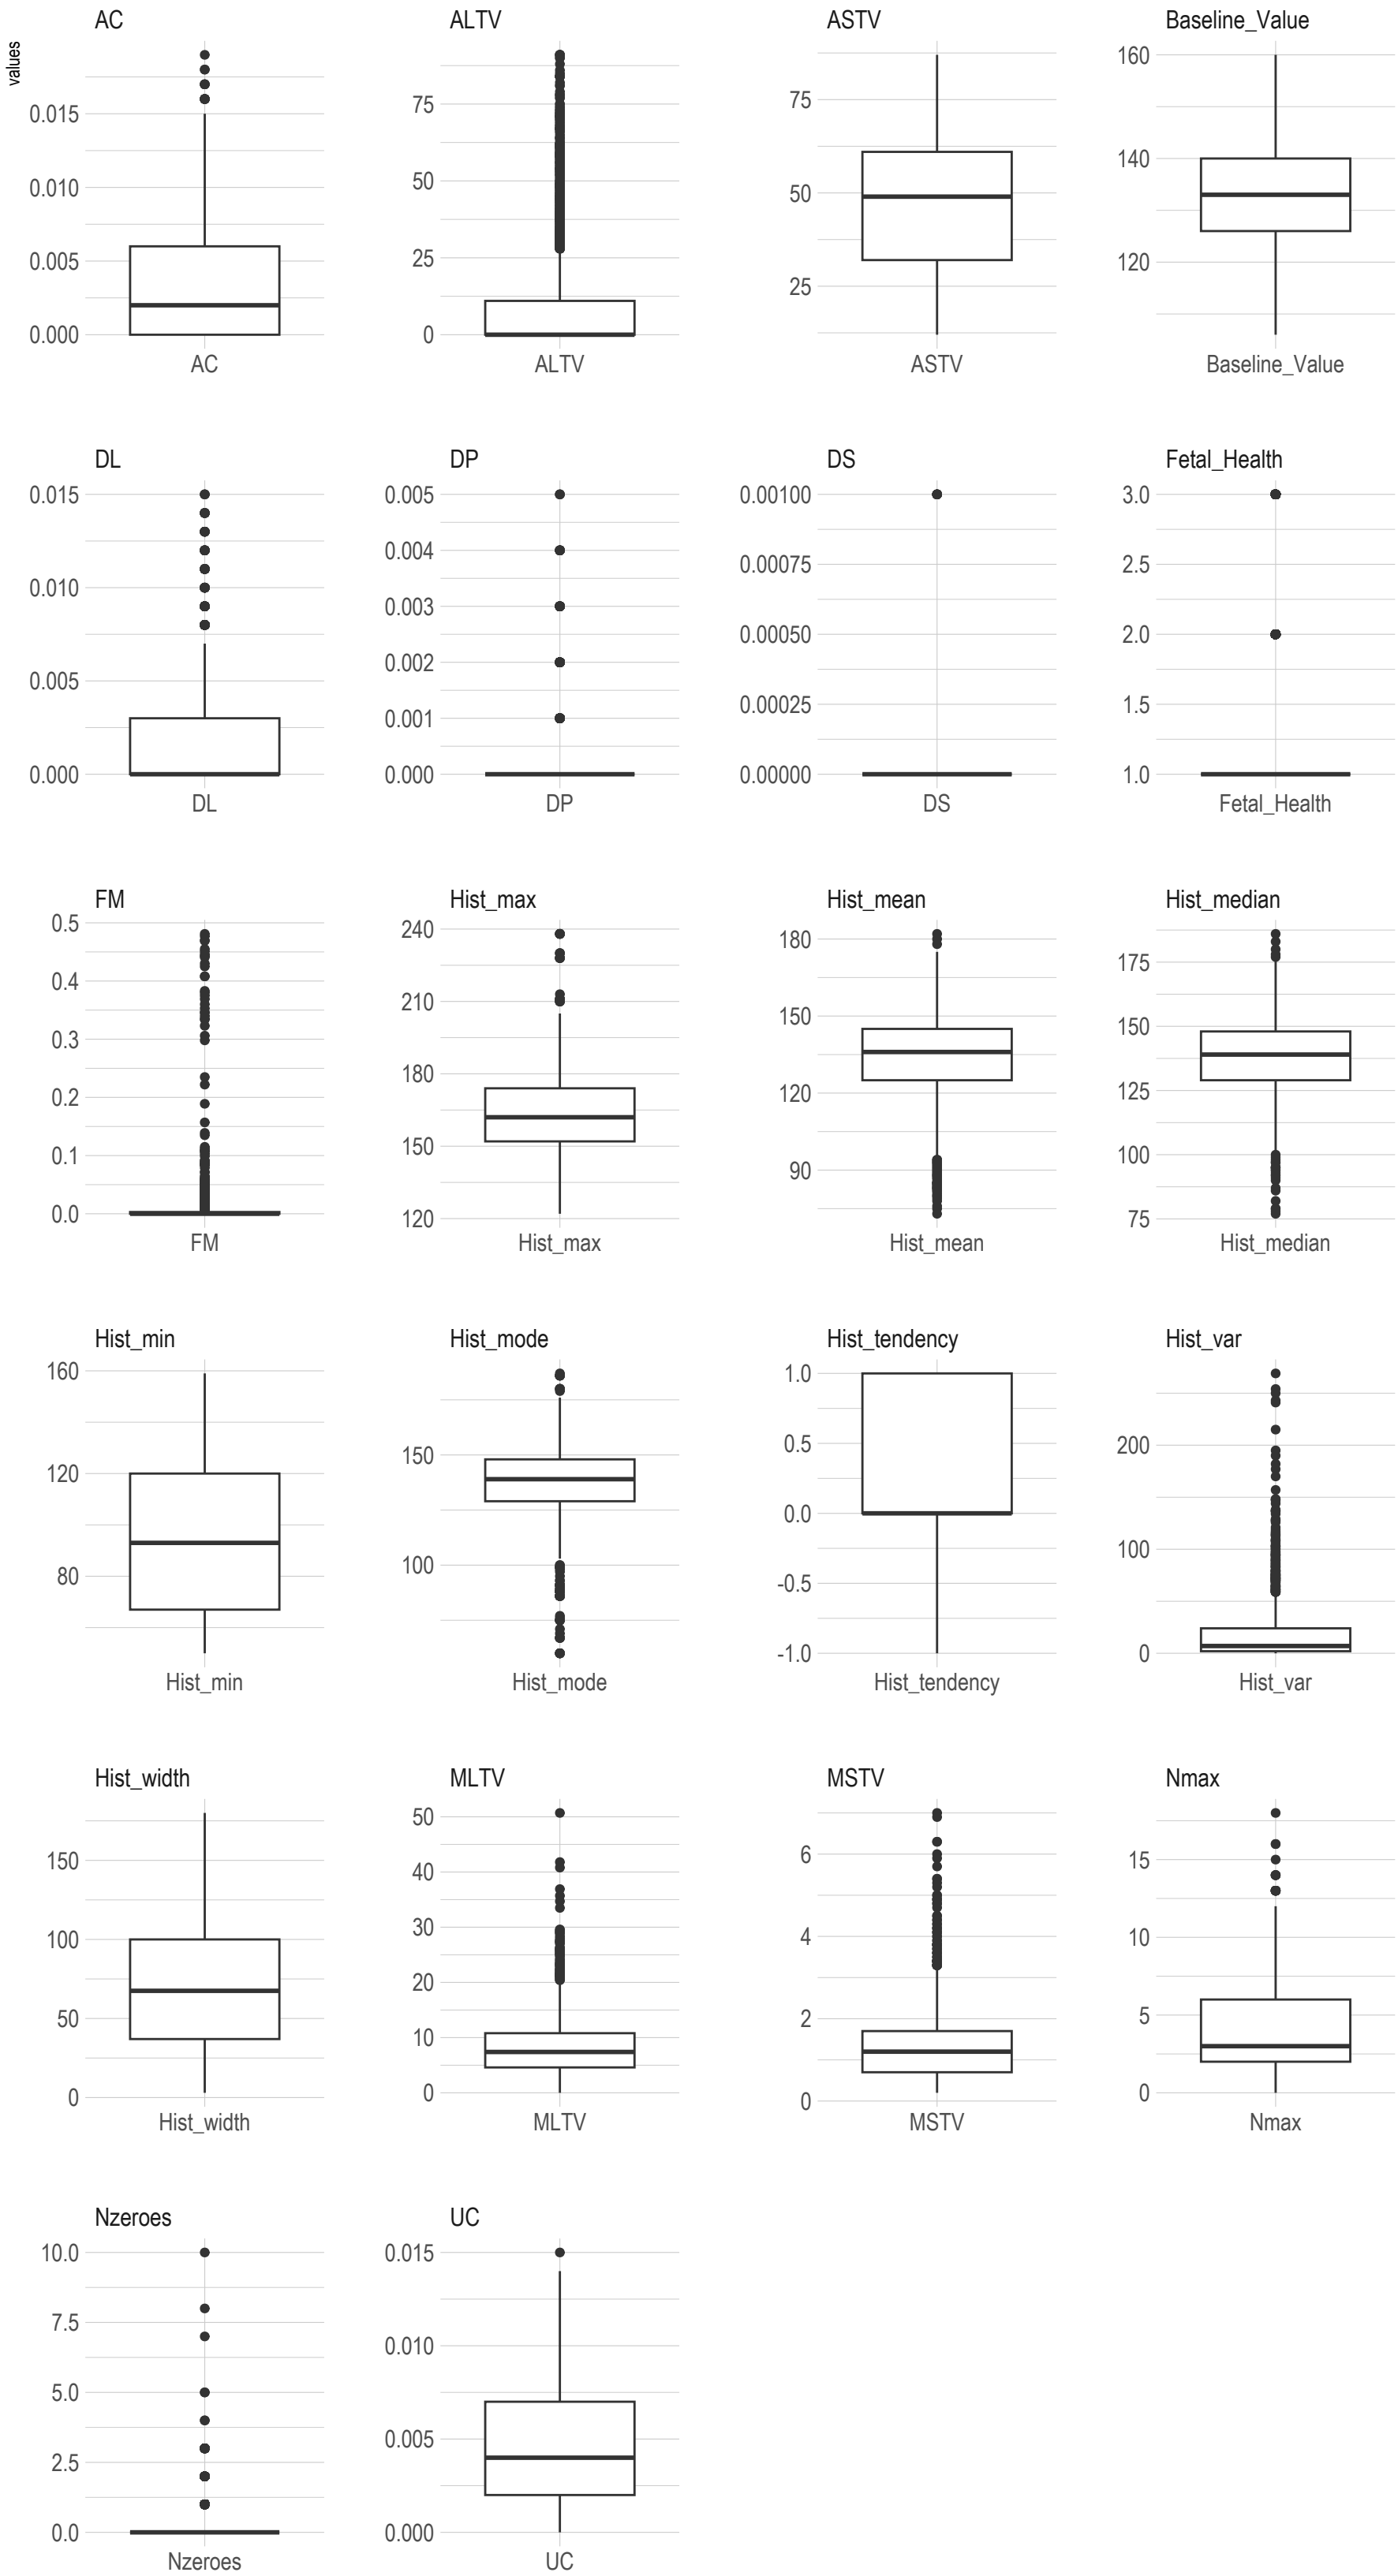 AC
ALTV
ASTV
Baseline_Value
values
0.015
0.010
0.005
0.000
AC
75
50
25
0
ALTV
75
50
25
ASTV
160
140
120
Baseline_Value
DL
DP
DS
Fetal_Health
0.015
0.010
0.005
0.000
DL
0.005
0.004
0.003
0.002
0.001
0.000
DP
0.00100
0.00075
0.00050
0.00025
0.00000
DS
3.0
2.5
2.0
1.5
1.0
Fetal_Health
FM
Hist_max
Hist_mean
Hist_median
0.5
0.4
0.3
0.2
0.1
0.0
FM
240
210
180
150
120
Hist_max
180
150
120
90
Hist_mean
175
150
125
100
75
Hist_median
Hist_min
Hist_mode
Hist_tendency
Hist_var
160
120
80
Hist_min
150
100
Hist_mode
1.0
0.5
0.0
-0.5
-1.0
Hist_tendency
200
100
0
Hist_var
Hist_width
MLTV
MSTV
Nmax
150
100
50
0
Hist_width
50
40
30
20
10
0
MLTV
6
4
2
0
MSTV
15
10
5
0
Nmax
Nzeroes
UC
10.0
7.5
5.0
2.5
0.0
Nzeroes
0.015
0.010
0.005
0.000
UC